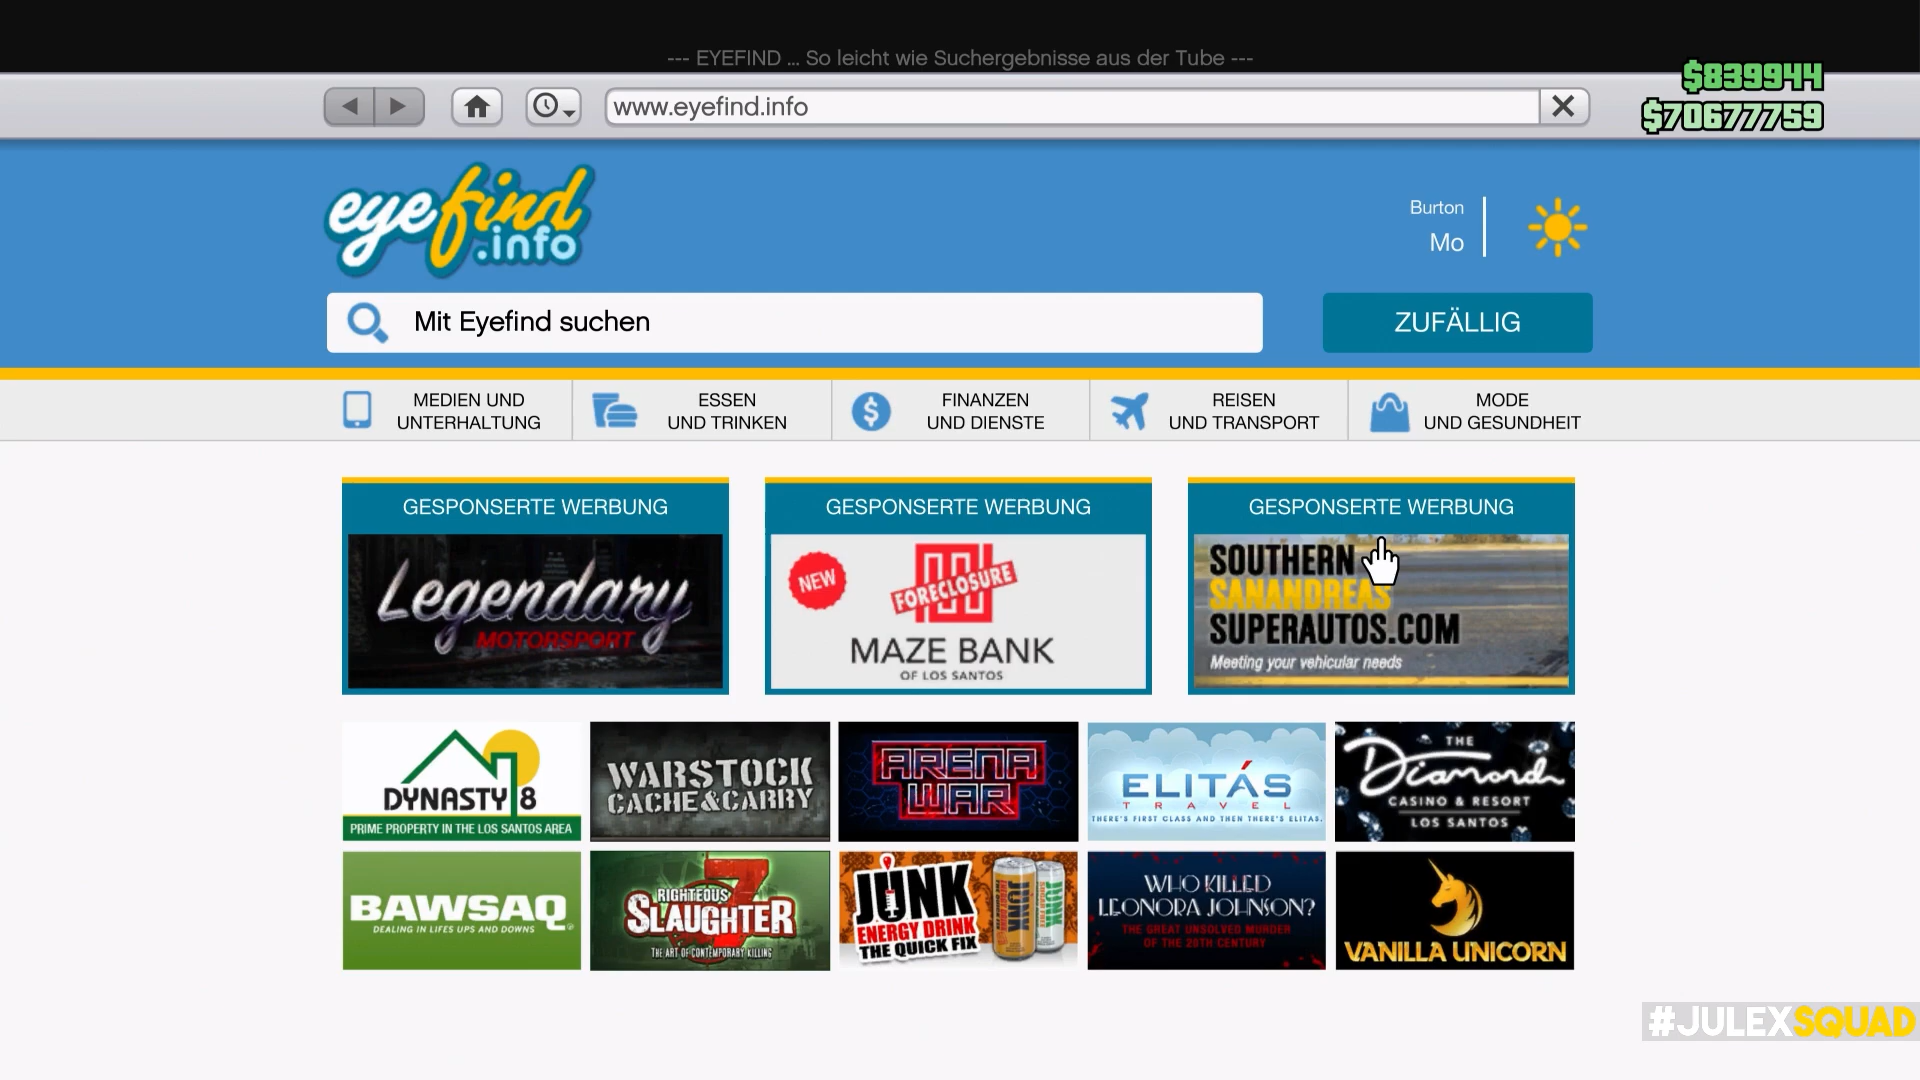 --- EYEFIND ... So leicht wie Suchergebnisse aus der Tube ---
$839944
www.eyefind.info
$70677759
eyefind
.info
Burton
Mo
Mit Eyefind suchen
ZUFÄLLIG
MEDIEN UND
UNTERHALTUNG
ESSEN
UND TRINKEN
FINANZEN
UND DIENSTE
REISEN
UND TRANSPORT
MODE
UND GESUNDHEIT
GESPONSERTE WERBUNG
Legendary
MOTORSPORT
GESPONSERTE WERBUNG
NEW
FORECLOSURE
MAZE BANK
OF LOS SANTOS
GESPONSERTE WERBUNG
SOUTHERN
SANANDREAS
SUPERAUTOS.COM
Meeting your vehicular needs
DYNASTY 8
PRIME PROPERTY IN THE LOS SANTOS AREA
WARSTOCK
CACHE&CARRY
ARENA
WAR
ELITÁS
TRAVEL
THERE'S FIRST CLASS AND THEN THERE'S ELITAS.
THE
Diamond
CASINO & RESORT
LOS SANTOS
BAWSAQ
DEALING IN LIFES UPS AND DOWNS
RIGHTEOUS
SLAUGHTER
7
THE ART OF CONTEMPORARY KILLING
JUNK
ENERGY DRINK
THE QUICK FIX
JUNK
WHO KILLED
LEONORA JOHNSON?
THE GREAT UNSOLVED MURDER
OF THE 20TH CENTURY
VANILLA UNICORN
#JULEXSQUAD